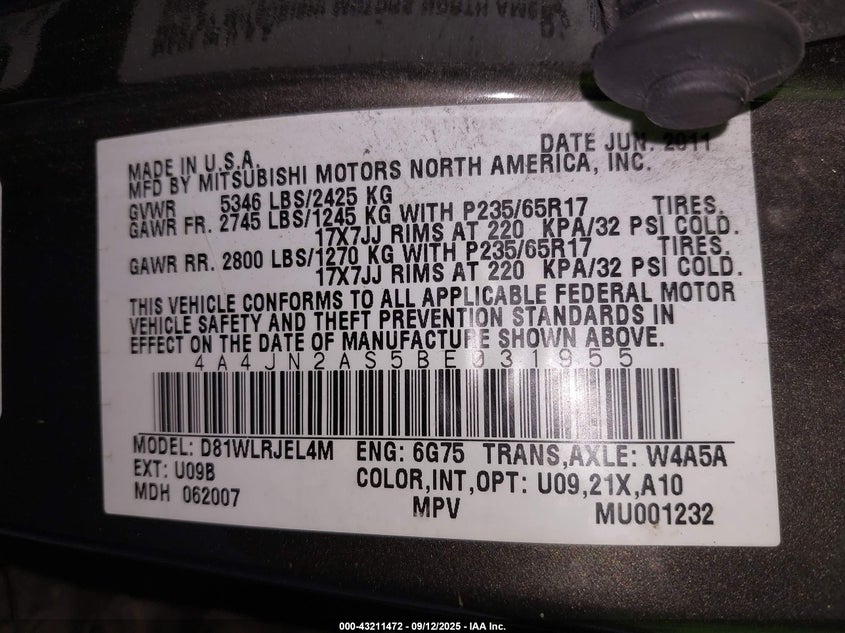 DATE JUN. 2011
MADE IN U.S.A.
MFD BY MITSUBISHI MOTORS NORTH AMERICA, INC.
GVWR 5346 LBS/2425 KG
GAWR FR. 2745 LBS/1245 KG WITH P235/65R17 TIRES,
17X7JJ RIMS AT 220 KPA/32 PSI COLD.
GAWR RR. 2800 LBS/1270 KG WITH P235/65R17 TIRES,
17X7JJ RIMS AT 220 KPA/32 PSI COLD.
THIS VEHICLE CONFORMS TO ALL APPLICABLE FEDERAL MOTOR
VEHICLE SAFETY AND THEFT PREVENTION STANDARDS IN
EFFECT ON THE DATE OF MANUFACTURE SHOWN ABOVE.
4A4JN2AS5BE031955
MODEL: D81WLRJEL4M ENG: 6G75 TRANS,AXLE: W4A5A
EXT: U09B COLOR,INT,OPT: U09,21X,A10
MDH 062007 MPV MU001232
000-43211472 - 09/12/2025 - IAA Inc.